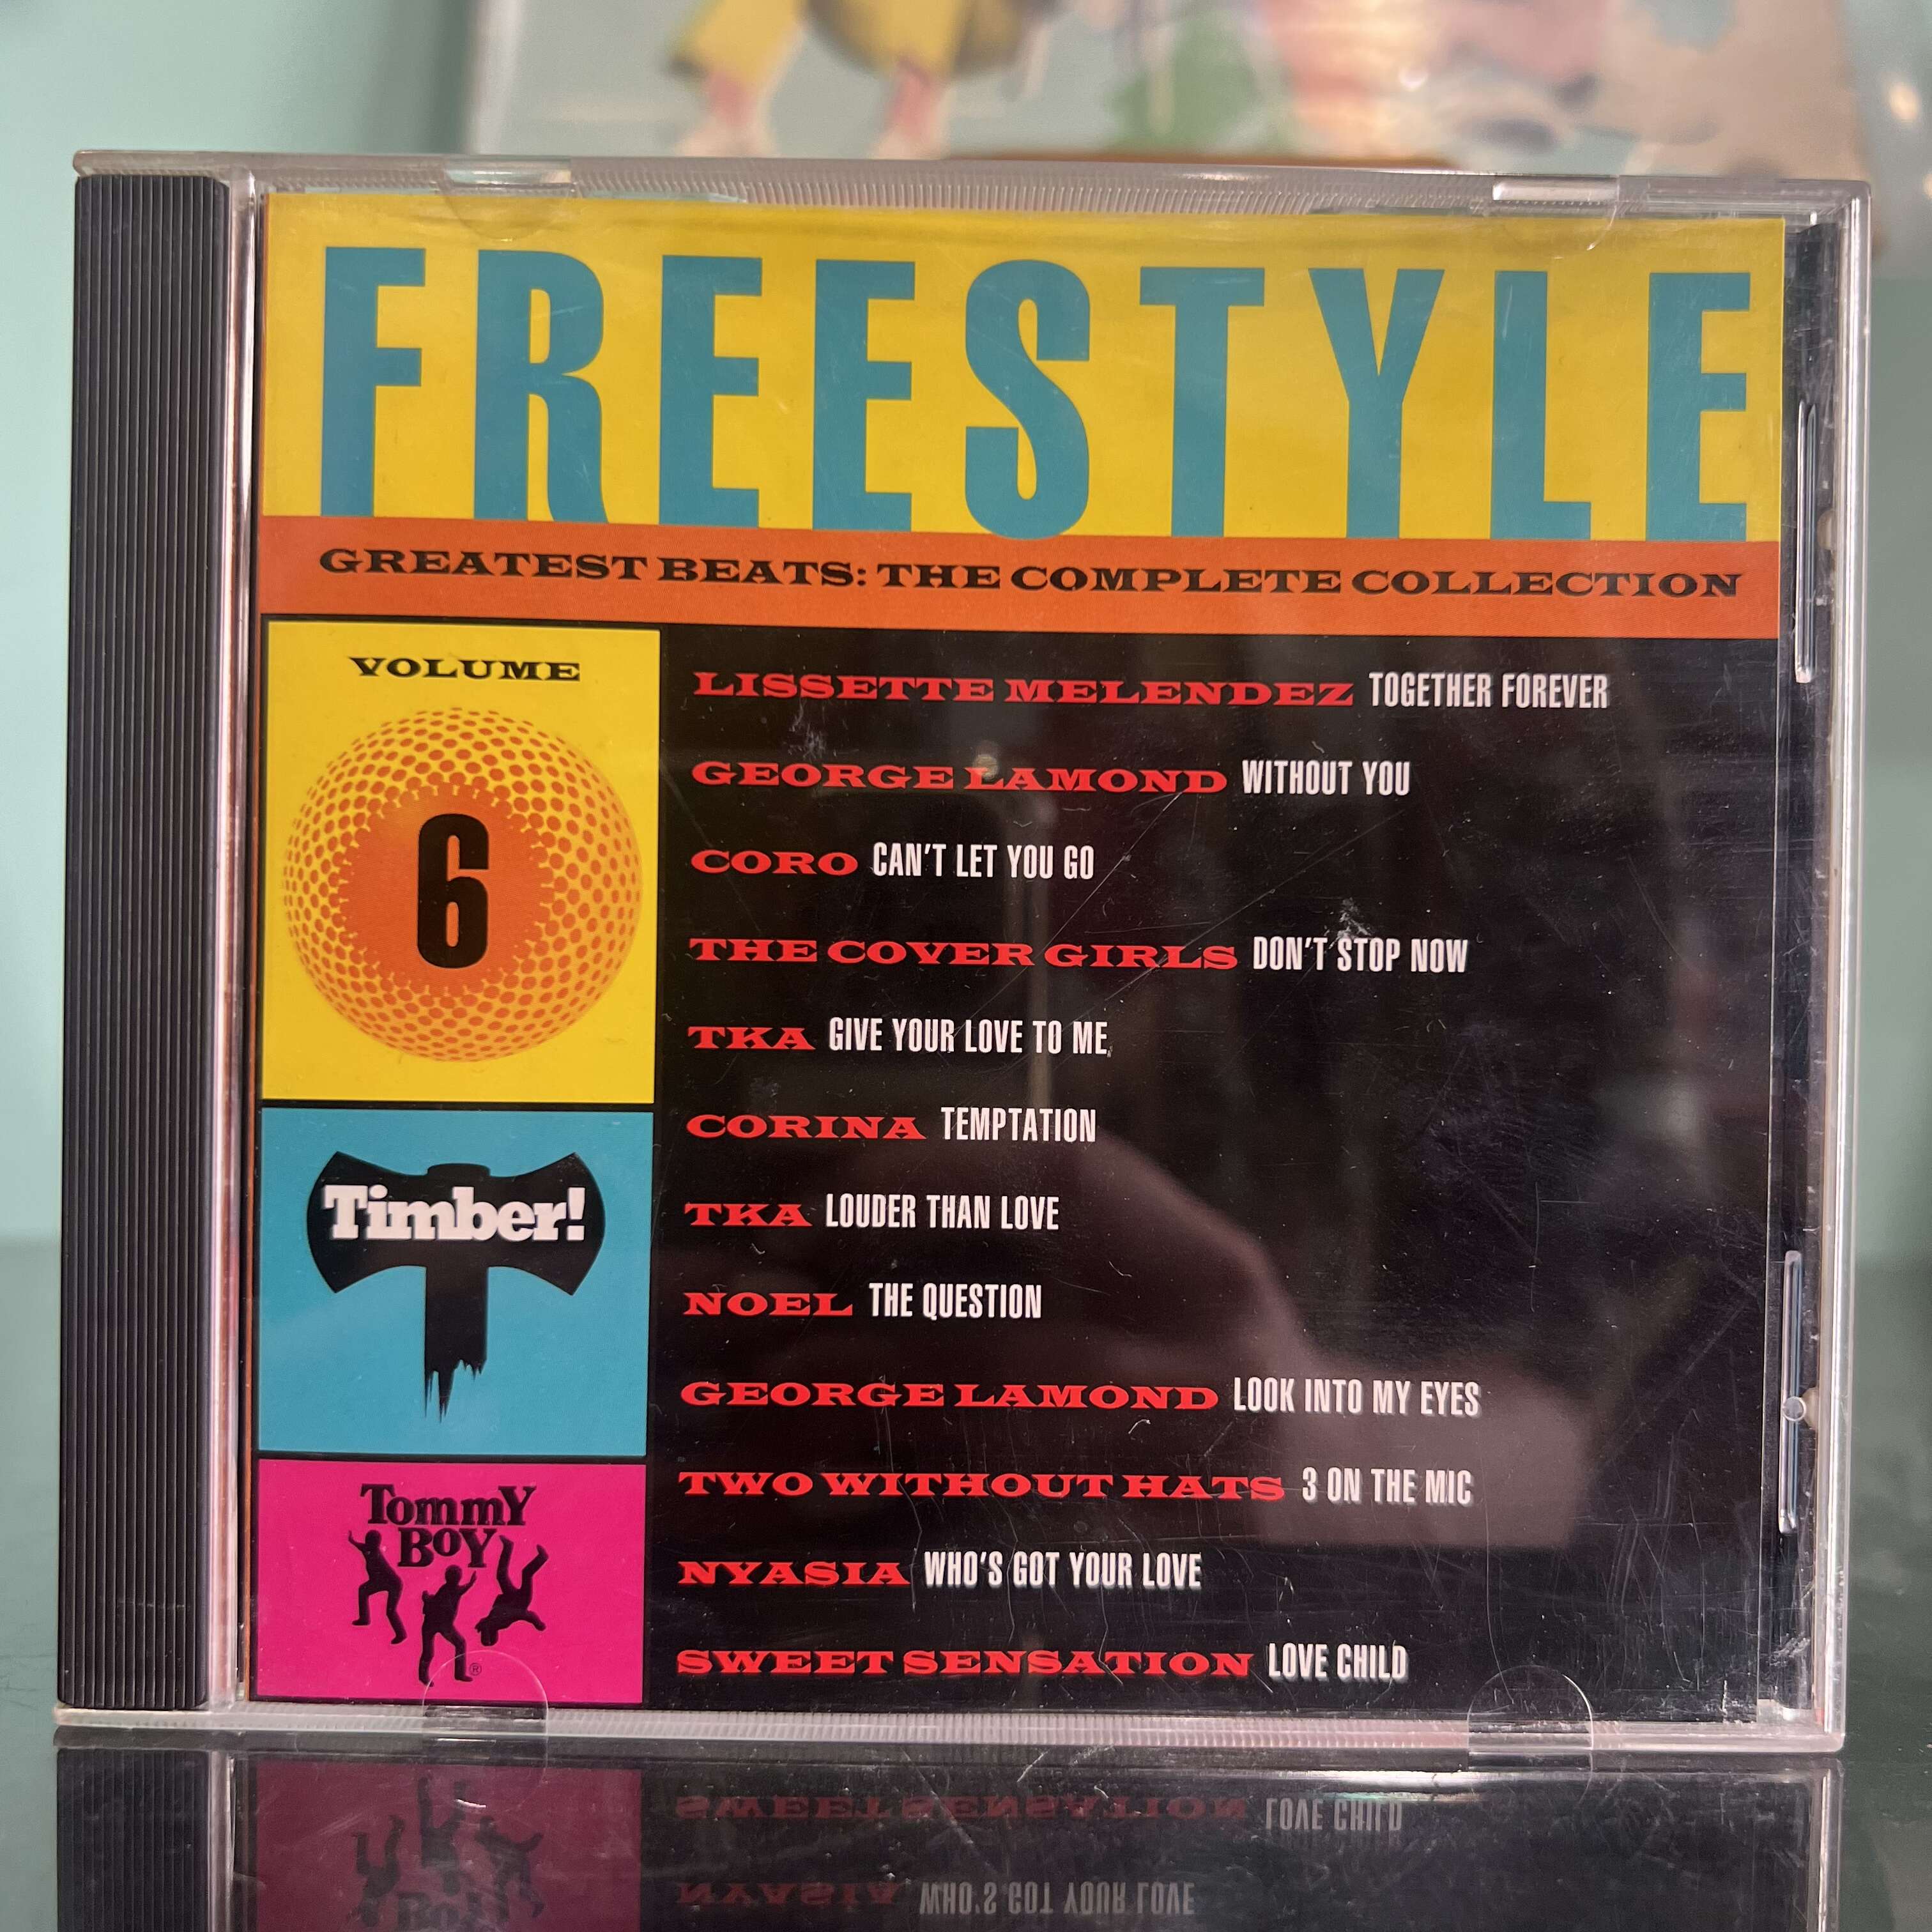 FREESTYLE
GREATEST BEATS: THE COMPLETE COLLECTION
VOLUME
6
Timber!
Tommy
Boy
®
LISSETTE MELENDEZ TOGETHER FOREVER
GEORGE LAMOND WITHOUT YOU
CORO CAN'T LET YOU GO
THE COVER GIRLS DON'T STOP NOW
TKA GIVE YOUR LOVE TO ME
CORINA TEMPTATION
TKA LOUDER THAN LOVE
NOEL THE QUESTION
GEORGE LAMOND LOOK INTO MY EYES
TWO WITHOUT HATS 3 ON THE MIC
NYASIA WHO'S GOT YOUR LOVE
SWEET SENSATION LOVE CHILD